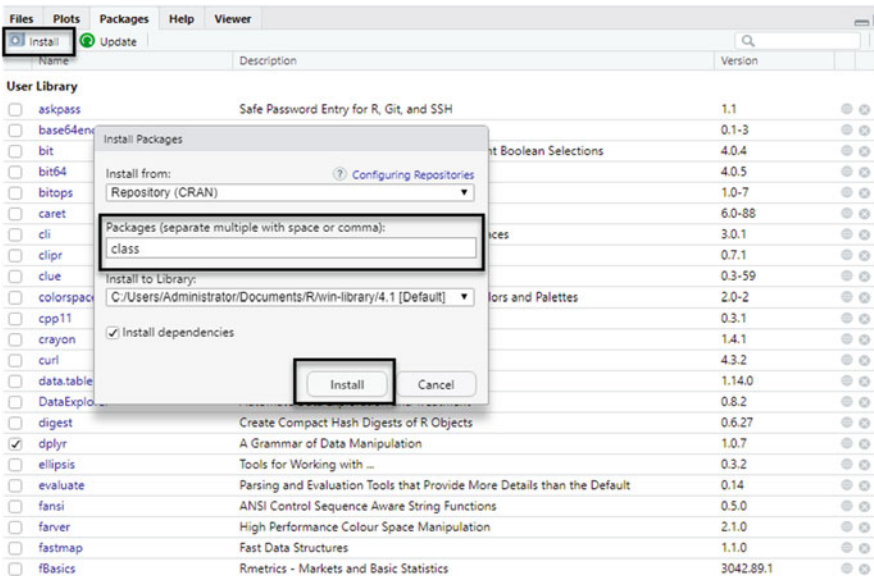 Files Plots Packages Help Viewer
Install Update
Name Description Version
User Library
askpass Safe Password Entry for R, Git, and SSH 1.1
base64enc 0.1-3
bit nt Boolean Selections 4.0.4
bit64 4.0.5
bitops 1.0-7
caret 6.0-88
cli aces 3.0.1
clipr 0.7.1
clue 0.3-59
colorspac lors and Palettes 2.0-2
cpp11 0.3.1
crayon 1.4.1
curl 4.3.2
data.table 1.14.0
DataExplo 0.8.2
digest Create Compact Hash Digests of R Objects 0.6.27
dplyr A Grammar of Data Manipulation 1.0.7
ellipsis Tools for Working with ... 0.3.2
evaluate Parsing and Evaluation Tools that Provide More Details than the Default 0.14
fansi ANSI Control Sequence Aware String Functions 0.5.0
farver High Performance Colour Space Manipulation 2.1.0
fastmap Fast Data Structures 1.1.0
fBasics Rmetrics - Markets and Basic Statistics 3042.89.1
Install Packages
Install from: ? Configuring Repositories
Repository (CRAN)
Packages (separate multiple with space or comma):
class
Install to Library:
C:/Users/Administrator/Documents/R/win-library/4.1 [Default]
Install dependencies
Install Cancel